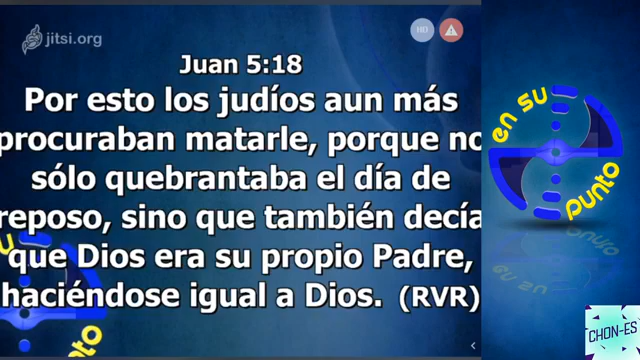 jitsi.org
HD
Juan 5:18
Por esto los judíos aun más
procuraban matarle, porque no
sólo quebrantaba el día de
reposo, sino que también decía
que Dios era su propio Padre,
haciéndose igual a Dios. (RVR)
en su
punto
CHON-ES